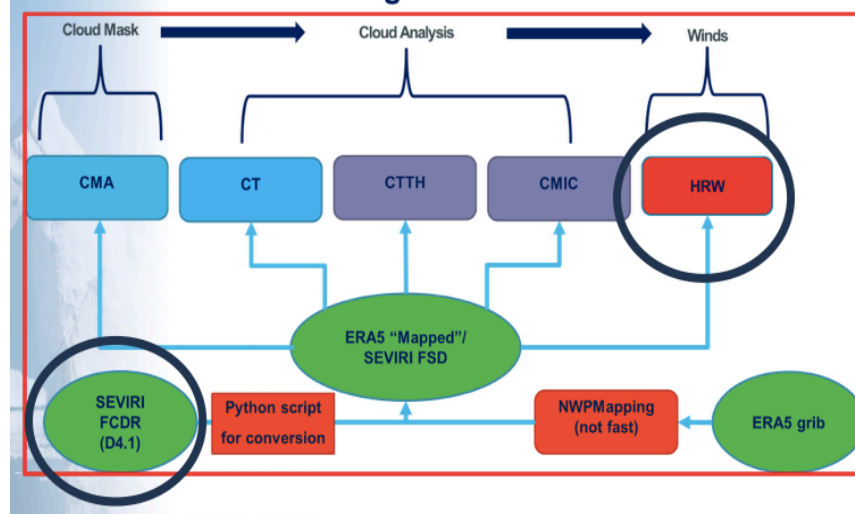 Cloud Mask
Cloud Analysis
Winds
CMA
CT
CTTH
CMIC
HRW
ERA5 “Mapped”/
SEVIRI FSD
SEVIRI
FCDR
(D4.1)
Python script
for conversion
NWPMapping
(not fast)
ERA5 grib